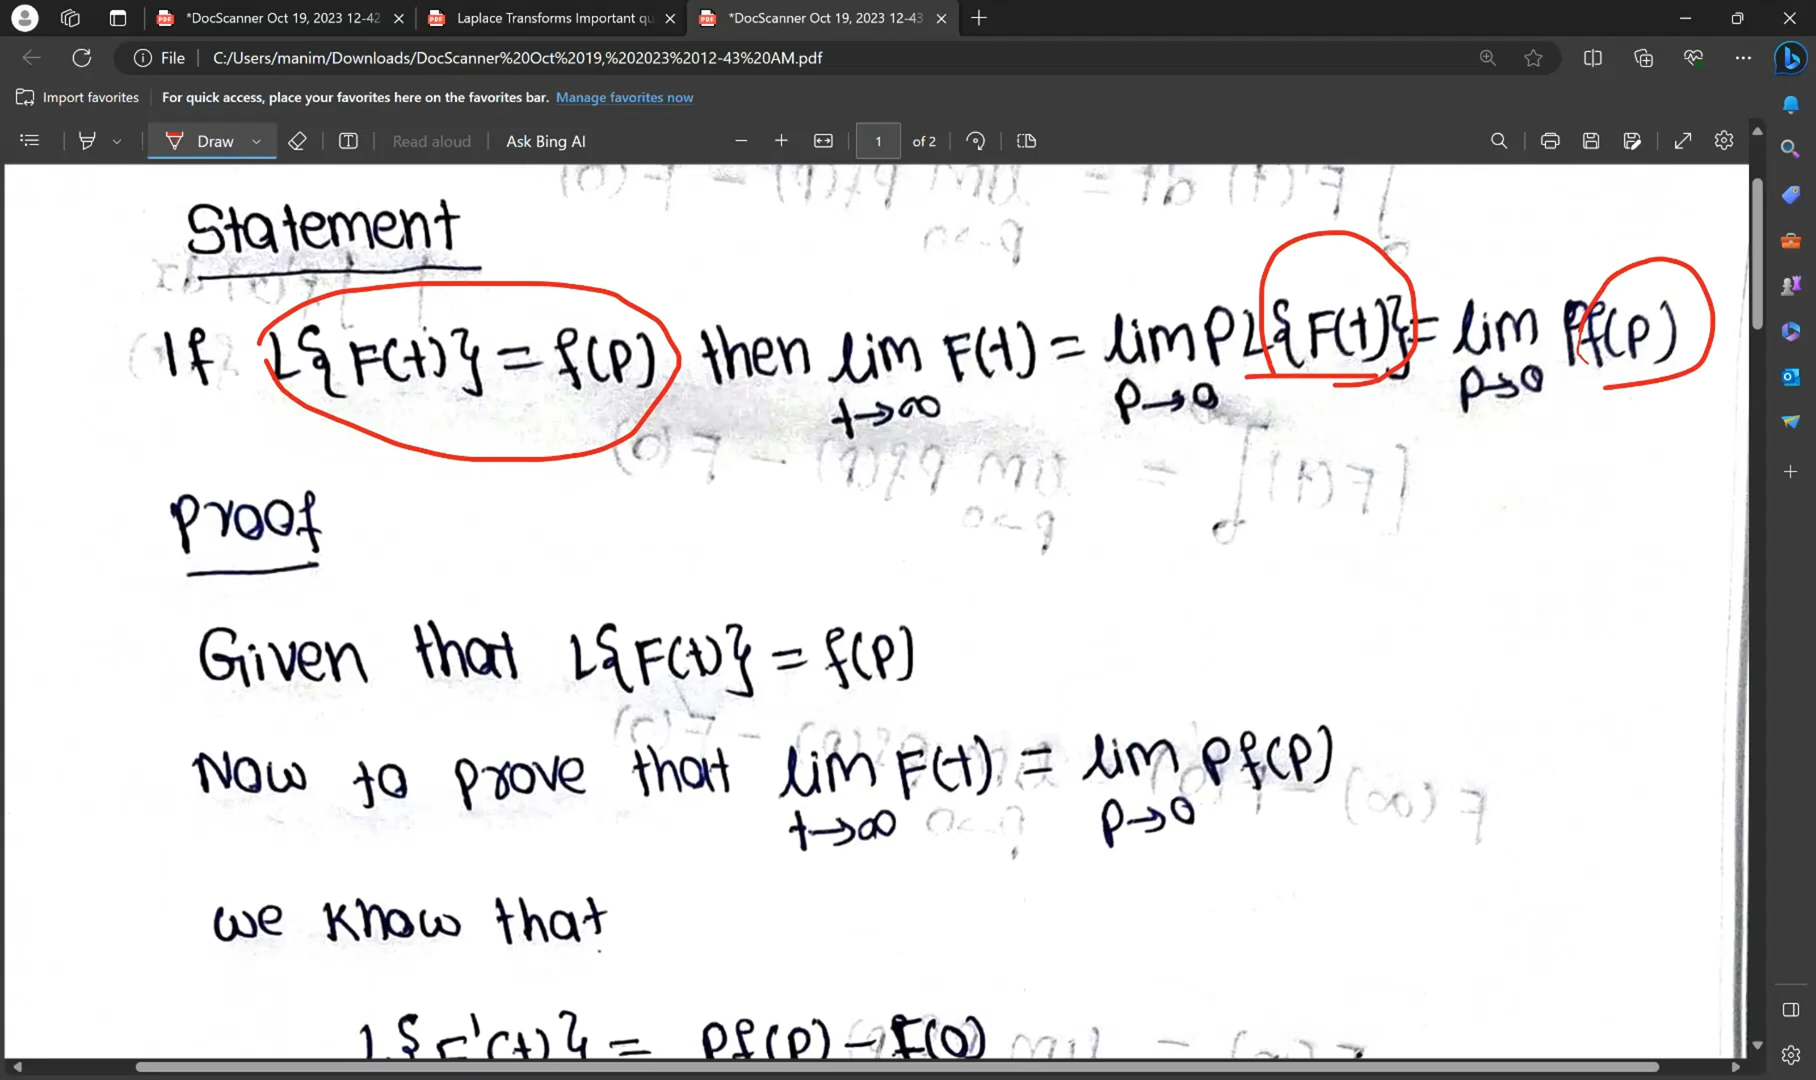 *DocScanner Oct 19, 2023 12-42
Laplace Transforms Important qu
*DocScanner Oct 19, 2023 12-43
File
C:/Users/manim/Downloads/DocScanner%20Oct%2019,%202023%2012-43%20AM.pdf
Import favorites
For quick access, place your favorites here on the favorites bar. Manage favorites now
Draw
Read aloud
Ask Bing AI
1 of 2
Statement
If L{F(t)} = f(P) then lim F(t) = lim PL{F(t)} = lim Pf(P)
t→∞ P→0 P→0
Proof
Given that L{F(t)} = f(P)
Now to prove that lim F(t) = lim Pf(P)
t→∞ P→0
we know that
L{F'(t)} = Pf(P) - F(0)